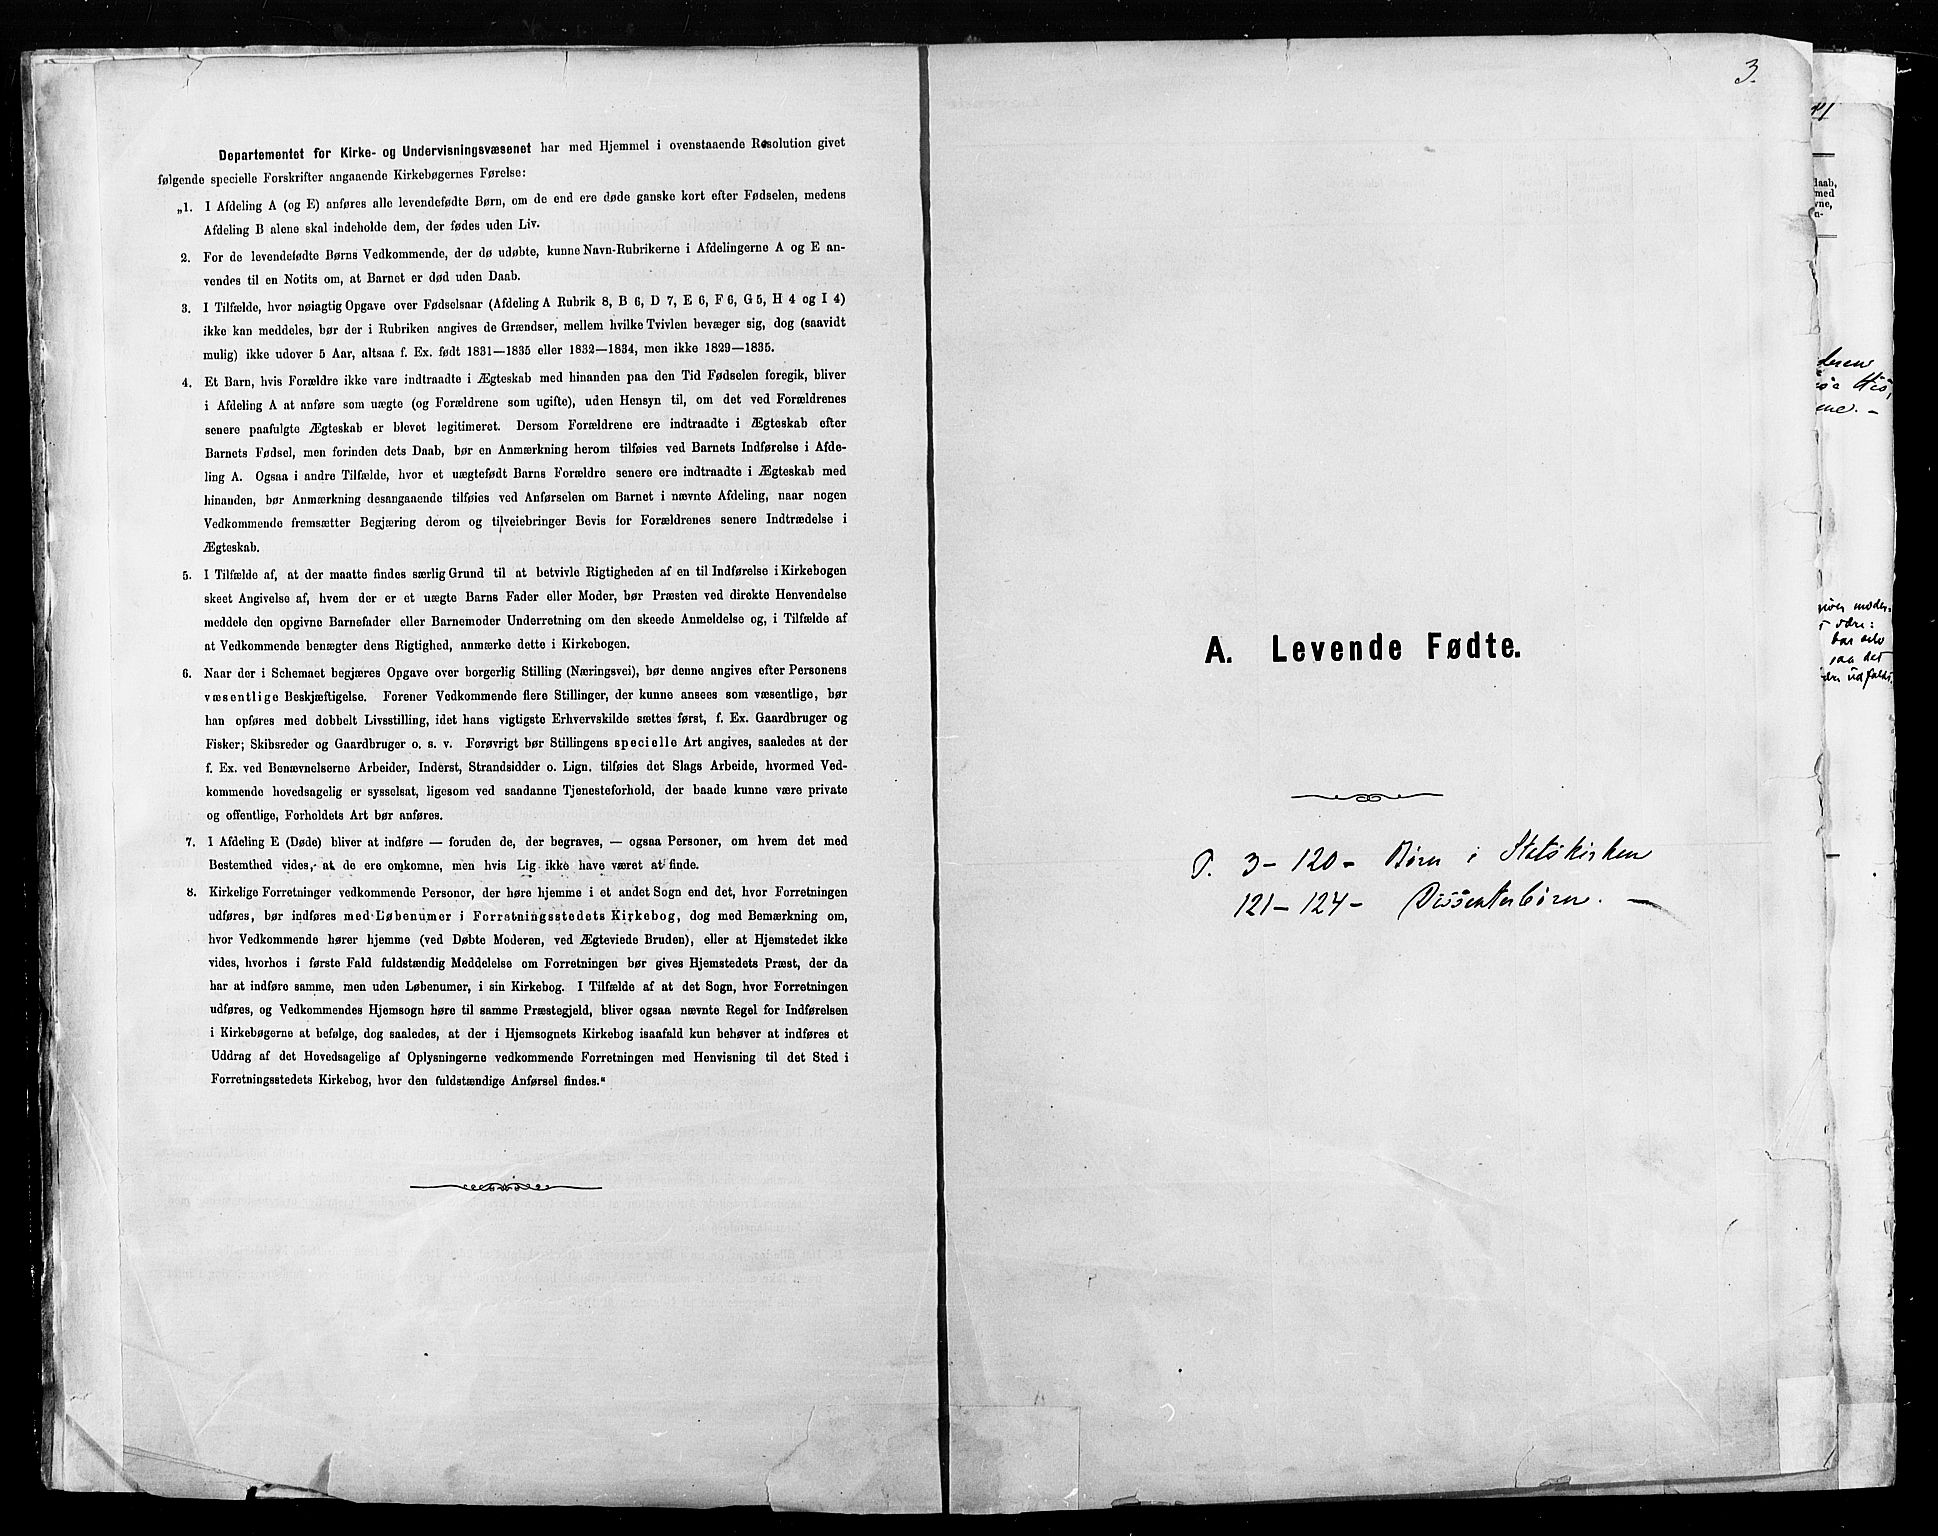 Departementet for Kirke- og Undervisningsvæsenet har med Hjemmel i ovenstaaende Resolution givet
følgende specielle Forskrifter angaaende Kirkebøgernes Førelse:
„1. I Afdeling A (og E) anføres alle levendefødte Børn, om de end ere døde ganske kort efter Fødselen, medens
Afdeling B alene skal indeholde dem, der fødes uden Liv.
2. For de levendefødte Børns Vedkommende, der dø udøbte, kunne Navn-Rubrikerne i Afdelingerne A og E an-
vendes til en Notits om, at Barnet er død uden Daab.
3. I Tilfælde, hvor nøiagtig Opgave over Fødselsaar (Afdeling A Rubrik 8, B 6, D 7, E 6, F 6, G 5, H 4 og I 4)
ikke kan meddeles, bør der i Rubriken angives de Grændser, mellem hvilke Tvivlen bevæger sig, dog (saavidt
mulig) ikke udover 5 Aar, altsaa f. Ex. født 1831—1835 eller 1832—1834, men ikke 1829—1835.
4. Et Barn, hvis Forældre ikke vare indtraadte i Ægteskab med hinanden paa den Tid Fødselen foregik, bliver
i Afdeling A at anføre som uægte (og Forældrene som ugifte), uden Hensyn til, om det ved Forældrenes
senere paafulgte Ægteskab er blevet legitimeret. Dersom Forældrene ere indtraadte i Ægteskab efter
Barnets Fødsel, men forinden dets Daab, bør en Anmærkning herom tilføies ved Barnets Indførelse i Afde-
ling A. Ogsaa i andre Tilfælde, hvor et uægtefødt Barns Forældre senere ere indtraadte i Ægteskab med
hinanden, bør Anmærkning desangaaende tilføies ved Anførselen om Barnet i nævnte Afdeling, naar nogen
Vedkommende fremsætter Begjæring derom og tilveiebringer Bevis for Forældrenes senere Indtrædelse i
Ægteskab.
5. I Tilfælde af, at der maatte findes særlig Grund til at betvivle Rigtigheden af en til Indførelse i Kirkebogen
skeet Angivelse af, hvem der er et uægte Barns Fader eller Moder, bør Præsten ved direkte Henvendelse
meddele den opgivne Barnefader eller Barnemoder Underretning om den skeede Anmeldelse og, i Tilfælde af
at Vedkommende benægter dens Rigtighed, anmærke dette i Kirkebogen.
6. Naar der i Schemaet begjæres Opgave over borgerlig Stilling (Næringsvei), bør denne angives efter Personens
væsentlige Beskjæftigelse. Forener Vedkommende flere Stillinger, der kunne ansees som væsentlige, bør
han opføres med dobbelt Livsstilling, idet hans vigtigste Erhvervskilde sættes først, f. Ex. Gaardbruger og
Fisker; Skibsreder og Gaardbruger o. s. v. Forøvrigt bør Stillingens specielle Art angives, saaledes at der
f. Ex. ved Benævnelserne Arbeider, Inderst, Strandsidder o. Lign. tilføies det Slags Arbeide, hvormed Ved-
kommende hovedsagelig er sysselsat, ligesom ved saadanne Tjenesteforhold, der baade kunne være private
og offentlige, Forholdets Art bør anføres.
7. I Afdeling E (Døde) bliver at indføre — foruden de, der begraves, — ogsaa Personer, om hvem det med
Bestemthed vides, at de ere omkomne, men hvis Lig ikke have været at finde.
8. Kirkelige Forretninger vedkommende Personer, der høre hjemme i et andet Sogn end det, hvor Forretningen
udføres, bør indføres med Løbenumer i Forretningsstedets Kirkebog, dog med Bemærkning om,
hvor Vedkommende hører hjemme (ved Døbte Moderen, ved Ægteviede Bruden), eller at Hjemstedet ikke
vides, hvorhos i første Fald fuldstændig Meddelelse om Forretningen bør gives Hjemstedets Præst, der da
har at indføre samme, men uden Løbenumer, i sin Kirkebog. I Tilfælde af at det Sogn, hvor Forretningen
udføres, og Vedkommendes Hjemsogn høre til samme Præstegjeld, bliver ogsaa nævnte Regel for Indførelsen
i Kirkebøgerne at befølge, dog saaledes, at der i Hjemsognets Kirkebog isaafald kun behøver at indføres et
Uddrag af det Hovedsagelige af Oplysningerne vedkommende Forretningen med Henvisning til det Sted i
Forretningsstedets Kirkebog, hvor den fuldstændige Anførsel findes.“
3.
A. Levende Fødte.
P. 3 – 120 – Børn i Statskirken
121 – 124 – Dissenterbørn. —
daab,
med
vne,
n-
moder.
være:
har selv
saa det
udfaldt.